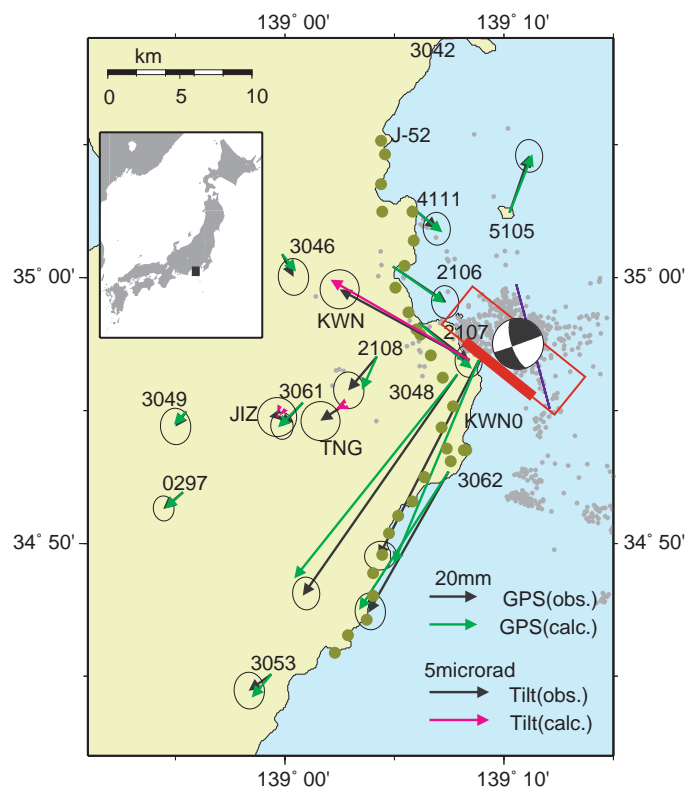 139° 00'
139° 10'
km
0
5
10
3042
J-52
4111
5105
35° 00'
35° 00'
3046
2106
KWN
2107
2108
3048
3049
JIZ
3061
TNG
KWN0
0297
3062
34° 50'
34° 50'
20mm
GPS(obs.)
GPS(calc.)
3053
5microrad
Tilt(obs.)
Tilt(calc.)
139° 00'
139° 10'